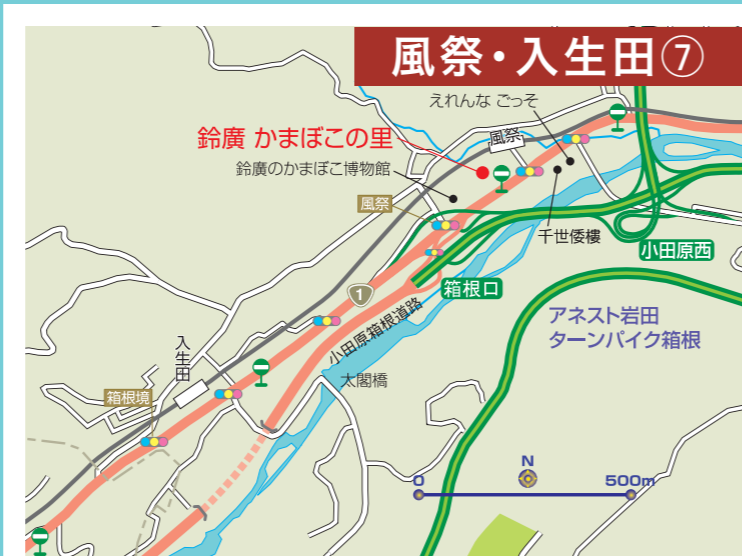 風祭・入生田⑦
えれんな ごっそ
鈴廣 かまぼこの里
風祭
鈴廣のかまぼこ博物館
風祭
千世倭樓
小田原西
箱根口
1
アネスト岩田
ターンパイク箱根
小田原箱根道路
入生田
太閤橋
箱根境
N
0
500m